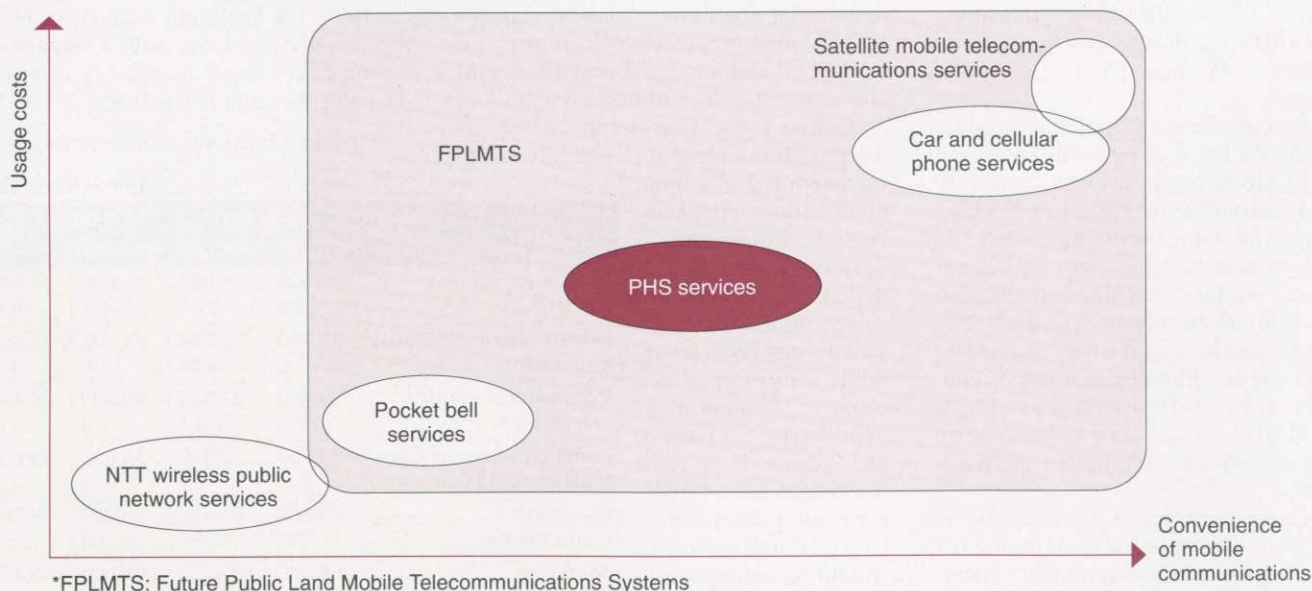 Usage costs
Satellite mobile telecom-
munications services
Car and cellular
phone services
FPLMTS
PHS services
Pocket bell
services
NTT wireless public
network services
Convenience
of mobile
communications
*FPLMTS: Future Public Land Mobile Telecommunications Systems